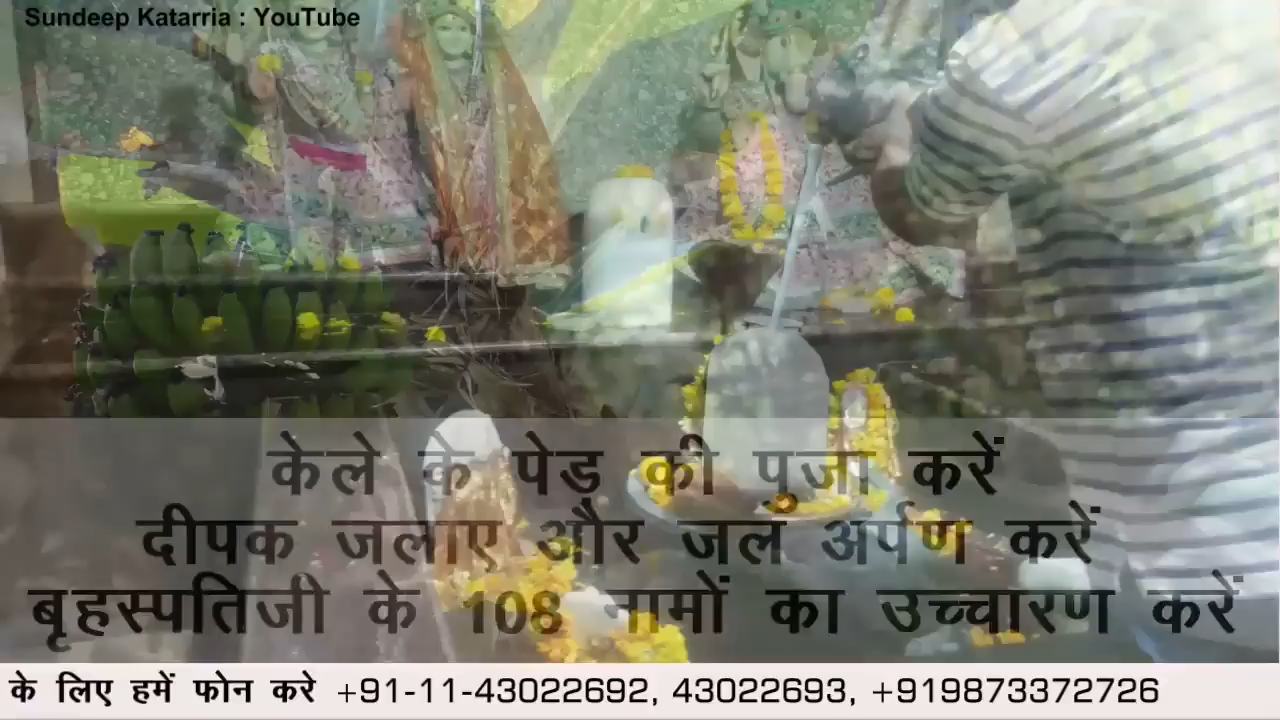 Sundeep Katarria : YouTube
केले के पेड़ की पूजा करें
दीपक जलाए और जल अर्पण करें
बृहस्पतिजी के 108 नामों का उच्चारण करें
के लिए हमें फोन करे +91-11-43022692, 43022693, +919873372726